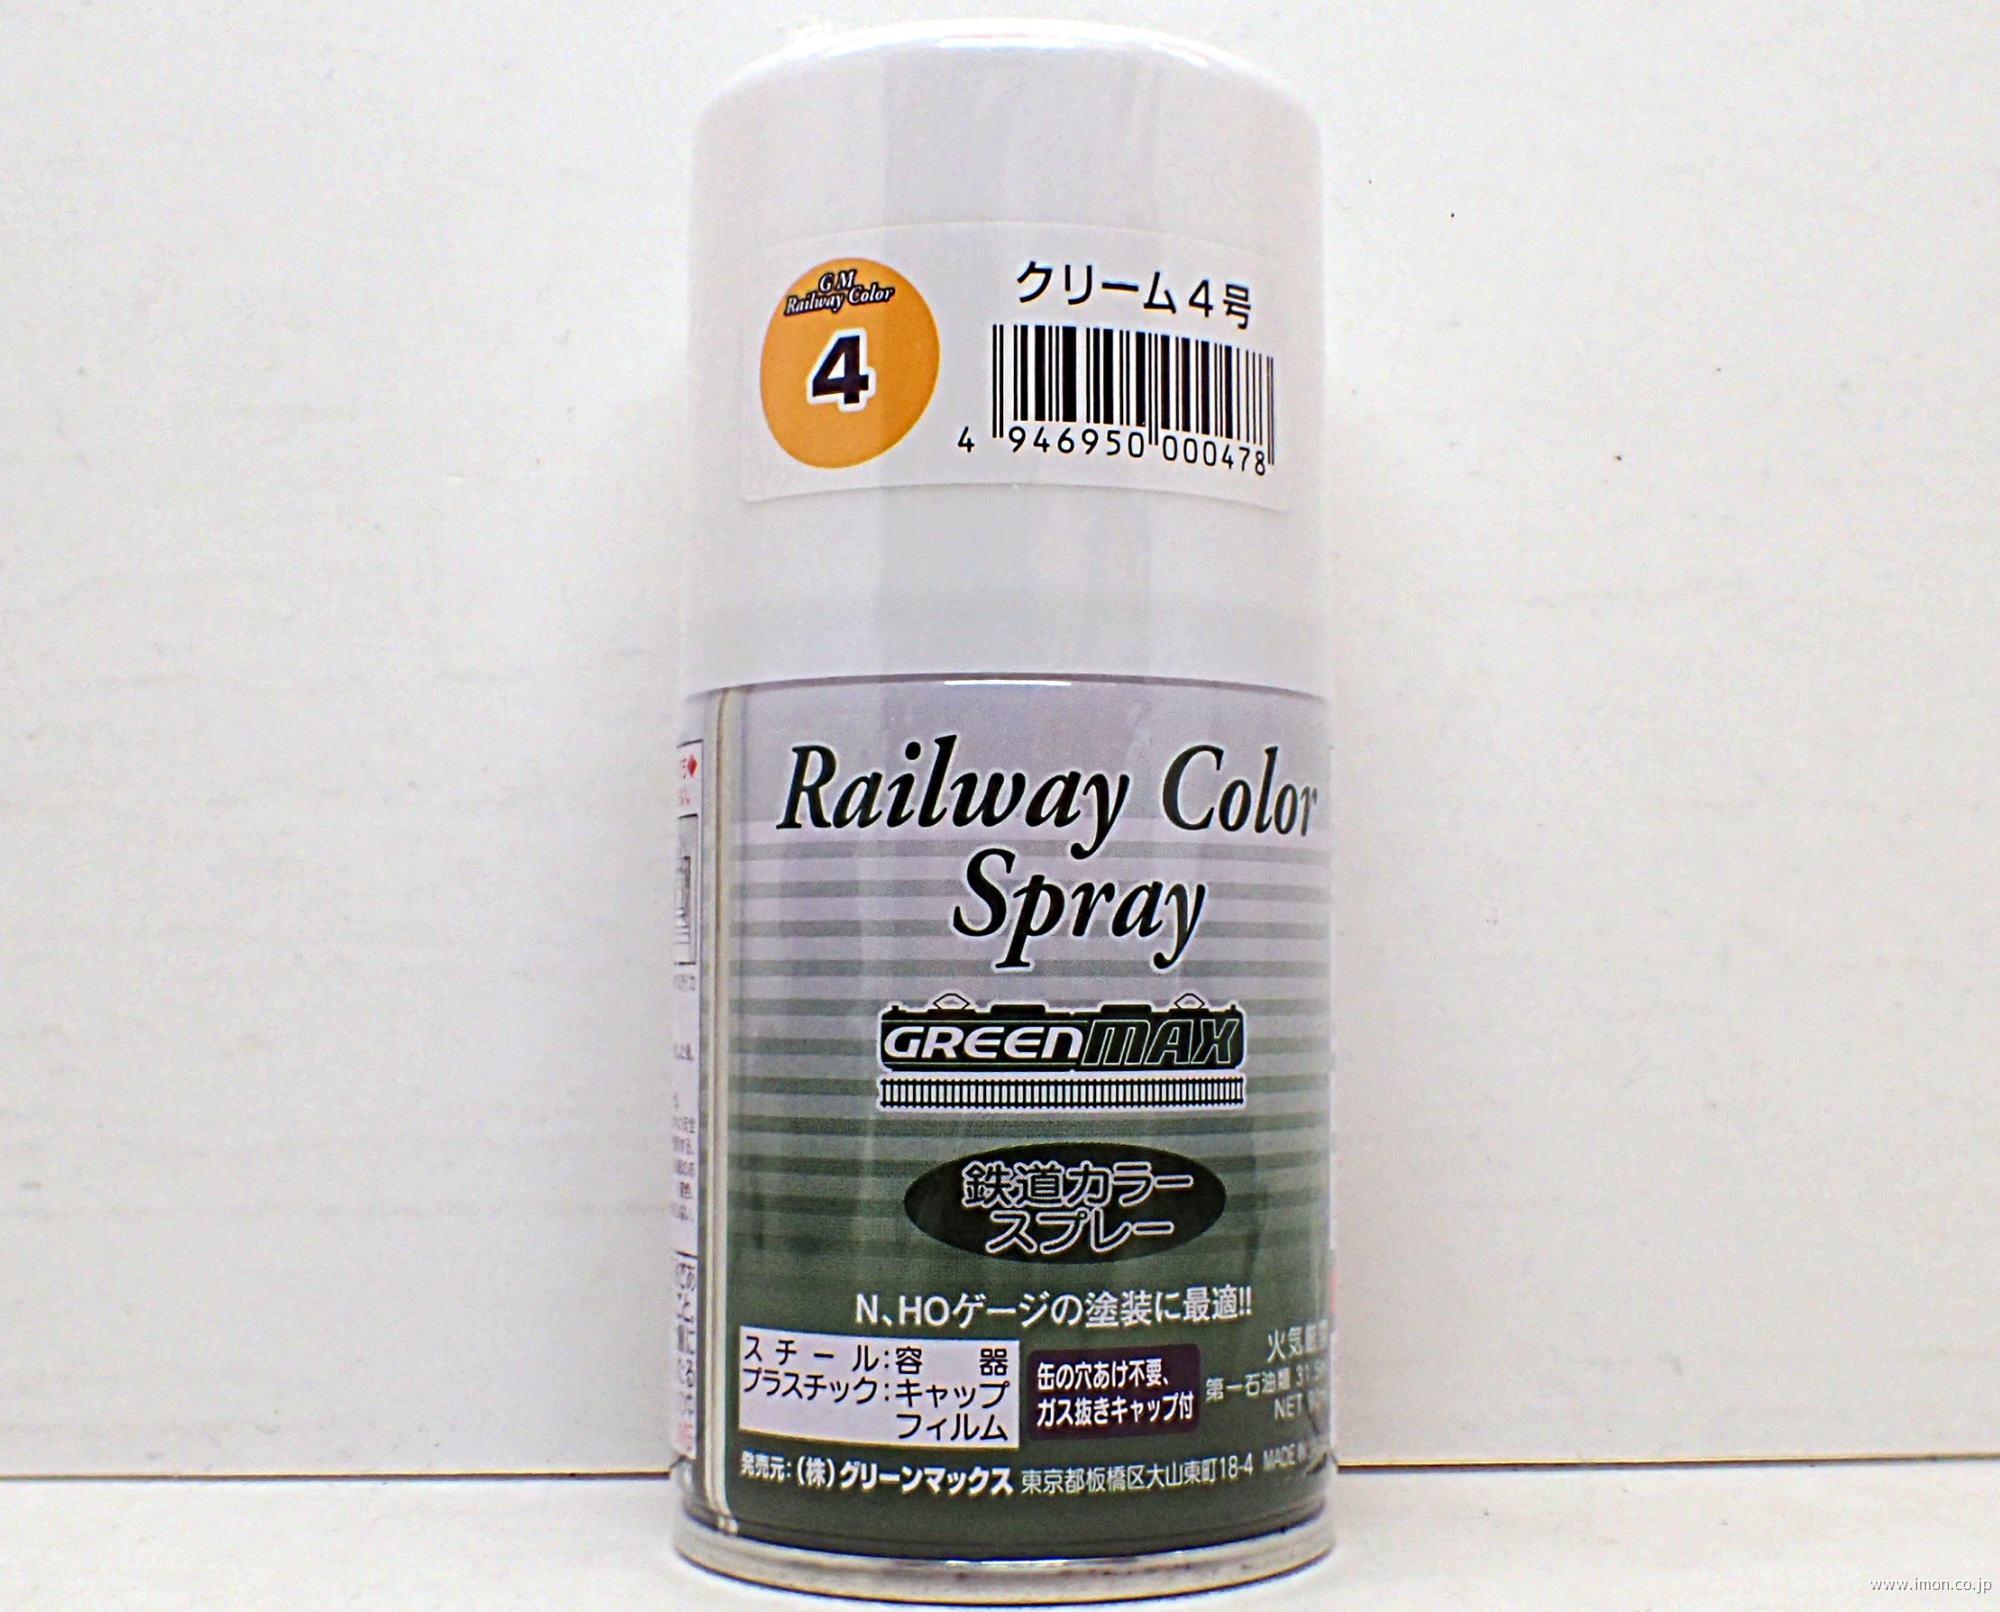 G M
Railway Color
4
クリーム4号
4 946950 000478
Railway Color
Spray
GREENMAX
鉄道カラー
スプレー
N、HOゲージの塗装に最適!!
スチール:容器
プラスチック:キャップ
フィルム
缶の穴あけ不要、
ガス抜きキャップ付
火気
第一石油類
NET
発売元:(株)グリーンマックス 東京都板橋区大山東町18-4 MADE IN
www.imon.co.jp